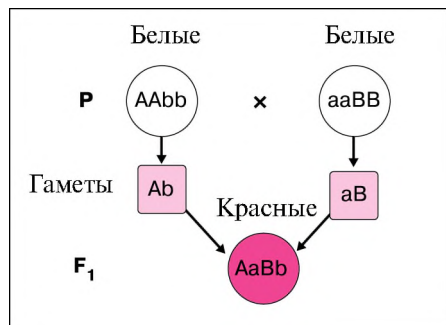 Белые Белые
P AAbb × aaBB
Гаметы Ab aB
Красные
F₁ AaBb